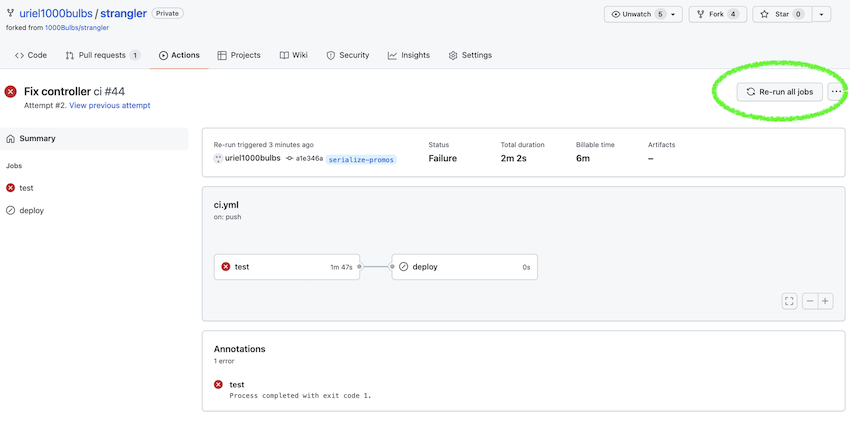 uriel1000bulbs / strangler Private
Unwatch 5 Fork 4 Star 0
forked from 1000Bulbs/strangler
Code Pull requests 1 Actions Projects Wiki Security Insights Settings
Fix controller ci #44
Re-run all jobs ...
Attempt #2. View previous attempt
Summary
Jobs
test
deploy
Re-run triggered 3 minutes ago Status Total duration Billable time Artifacts
uriel1000bulbs a1e346a serialize-promos Failure 2m 2s 6m –
ci.yml
on: push
test 1m 47s deploy 0s
Annotations
1 error
test
Process completed with exit code 1.